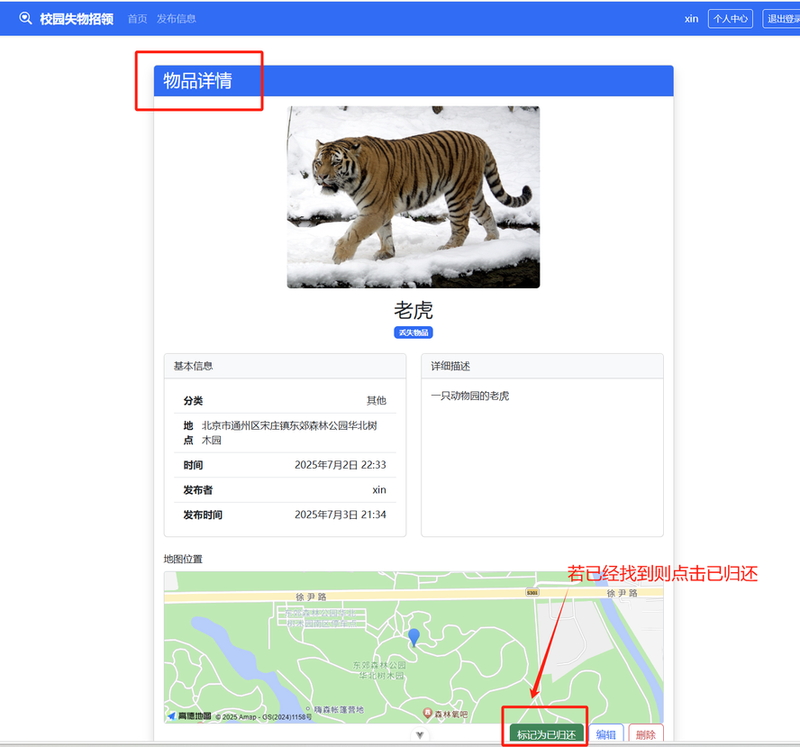 校园失物招领 首页 发布信息 xin 个人中心 退出登录
物品详情
老虎
丢失物品
基本信息
分类 其他
地点 北京市通州区宋庄镇东郊森林公园华北树木园
时间 2025年7月2日 22:33
发布者 xin
发布时间 2025年7月3日 21:34
详细描述
一只动物园的老虎
地图位置
若已经找到则点击已归还
徐尹路
徐尹路
东郊森林公园
华北树木园
嗨森帐篷营地
森林氧吧
高德地图 © 2025 Amap - GS(2024)1158号
标记为已归还 编辑 删除